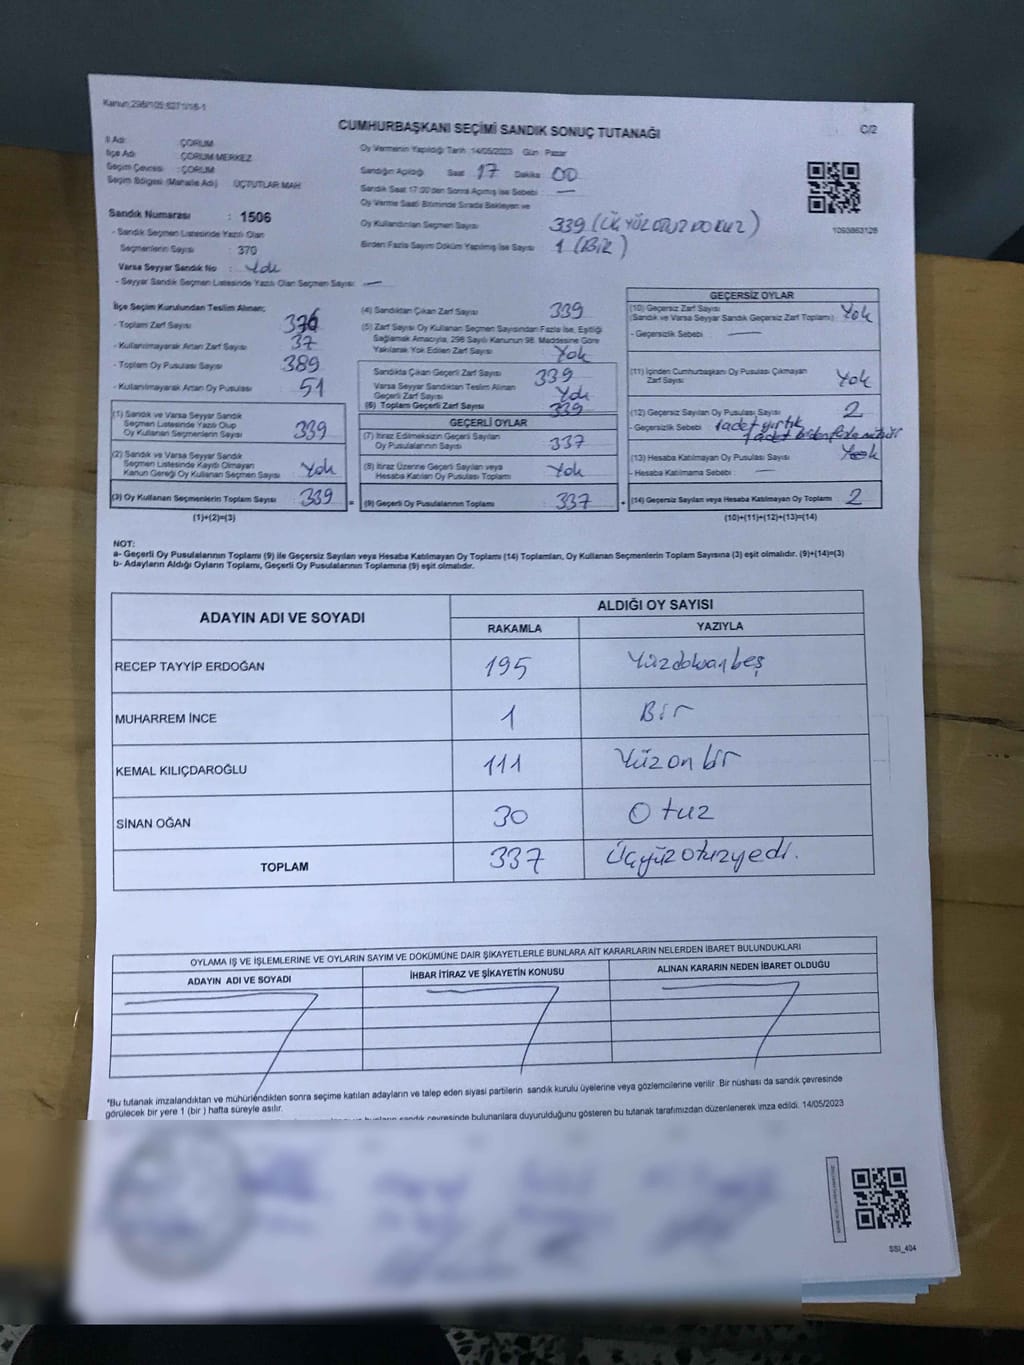 Kanun;298/105;6271/18-1
CUMHURBAŞKANI SEÇİMİ SANDIK SONUÇ TUTANAĞI
C/2
İl Adı : ÇORUM
İlçe Adı : ÇORUM MERKEZ
Seçim Çevresi : ÇORUM
Seçim Bölgesi (Mahalle Adı) : ÜÇTUTLAR MAH
Oy Vermenin Yapıldığı Tarih :14/05/2023 Gün : Pazar
Sandığın Açıldığı Saat : 17 Dakika : 00
Sandık Saat 17:00'den Sonra Açımış İse Sebebi : —
Oy Verme Saati Bitiminde Sırada Bekleyen ve
Oy Kullandırılan Seçmen Sayısı : 339 (ÜÇ YÜZ OTUZ DOKUZ)
Birden Fazla Sayım Döküm Yapılmış İse Sayısı : 1 (BİR)
1093863128
Sandık Numarası : 1506
- Sandık Seçmen Listesinde Yazılı Olan
Seçmenlerin Sayısı : 370
Varsa Seyyar Sandık No : Yok
- Seyyar Sandık Seçmen Listesinde Yazılı Olan Seçmen Sayısı : —
İlçe Seçim Kurulundan Teslim Alınan;
- Toplam Zarf Sayısı : 376
- Kullanılmayarak Artan Zarf Sayısı : 37
- Toplam Oy Pusulası Sayısı : 389
- Kullanılmayarak Artan Oy Pusulası : 51
(1) Sandık ve Varsa Seyyar Sandık
Seçmen Listesinde Yazılı Olup
Oy Kullanan Seçmenlerin Sayısı : 339
(2) Sandık ve Varsa Seyyar Sandık
Seçmen Listesinde Kayıtlı Olmayan
Kanun Gereği Oy Kullanan Seçmen Sayısı : Yok
(3) Oy Kullanan Seçmenlerin Toplam Sayısı : 339
(1)+(2)=(3)
(4) Sandıktan Çıkan Zarf Sayısı : 339
(5) Zarf Sayısı Oy Kullanan Seçmen Sayısından Fazla İse, Eşitliği
Sağlamak Amacıyla, 298 Sayılı Kanunun 98. Maddesine Göre
Yakılarak Yok Edilen Zarf Sayısı : Yok
Sandıkta Çıkan Geçerli Zarf Sayısı : 339
Varsa Seyyar Sandıktan Teslim Alınan
Geçerli Zarf Sayısı : Yok
(6) Toplam Geçerli Zarf Sayısı : 339
GEÇERLİ OYLAR
(7) İtiraz Edilmeksizin Geçerli Sayılan
Oy Pusulalarının Sayısı : 337
(8) İtiraz Üzerine Geçerli Sayılan veya
Hesaba Katılan Oy Pusulası Toplamı : Yok
= (9) Geçerli Oy Pusulalarının Toplamı : 337
GEÇERSİZ OYLAR
(10) Geçersiz Zarf Sayısı
(Sandık ve Varsa Seyyar Sandık Geçersiz Zarf Toplamı) : Yok
- Geçersizlik Sebebi : —
(11) İçinden Cumhurbaşkanı Oy Pusulası Çıkmayan
Zarf Sayısı : Yok
(12) Geçersiz Sayılan Oy Pusulası Sayısı : 2
- Geçersizlik Sebebi : 1 adet yırtık
1 adet birden fazla mühür
(13) Hesaba Katılmayan Oy Pusulası Sayısı : Yok
- Hesaba Katılmama Sebebi : —
+ (14) Geçersiz Sayılan veya Hesaba Katılmayan Oy Toplamı : 2
(10)+(11)+(12)+(13)=(14)
NOT:
a- Geçerli Oy Pusulalarının Toplamı (9) ile Geçersiz Sayılan veya Hesaba Katılmayan Oy Toplamı (14) Toplamları, Oy Kullanan Seçmenlerin Toplam Sayısına (3) eşit olmalıdır. (9)+(14)=(3)
b- Adayların Aldığı Oyların Toplamı, Geçerli Oy Pusulalarının Toplamına (9) eşit olmalıdır.
ADAYIN ADI VE SOYADI
ALDIĞI OY SAYISI
RAKAMLA YAZIYLA
RECEP TAYYİP ERDOĞAN 195 Yüzdoksanbeş
MUHARREM İNCE 1 Bir
KEMAL KILIÇDAROĞLU 111 Yüz on bir
SİNAN OĞAN 30 Otuz
TOPLAM 337 Üçyüzotuzyedi.
OYLAMA İŞ VE İŞLEMLERİNE VE OYLARIN SAYIM VE DÖKÜMÜNE DAİR ŞİKAYETLERLE BUNLARA AİT KARARLARIN NELERDEN İBARET BULUNDUKLARI
ADAYIN ADI VE SOYADI İHBAR İTİRAZ VE ŞİKAYETİN KONUSU ALINAN KARARIN NEDEN İBARET OLDUĞU
*Bu tutanak imzalandıktan ve mühürlendikten sonra seçime katılan adayların ve talep eden siyasi partilerin sandık kurulu üyelerine veya gözlemcilerine verilir. Bir nüshası da sandık çevresinde
görülecek bir yere 1 (bir ) hafta süreyle asılır.
sandık çevresinde bulunanlara duyurulduğunu gösteren bu tutanak tarafımızdan düzenlenerek imza edildi. 14/05/2023
SSI_404